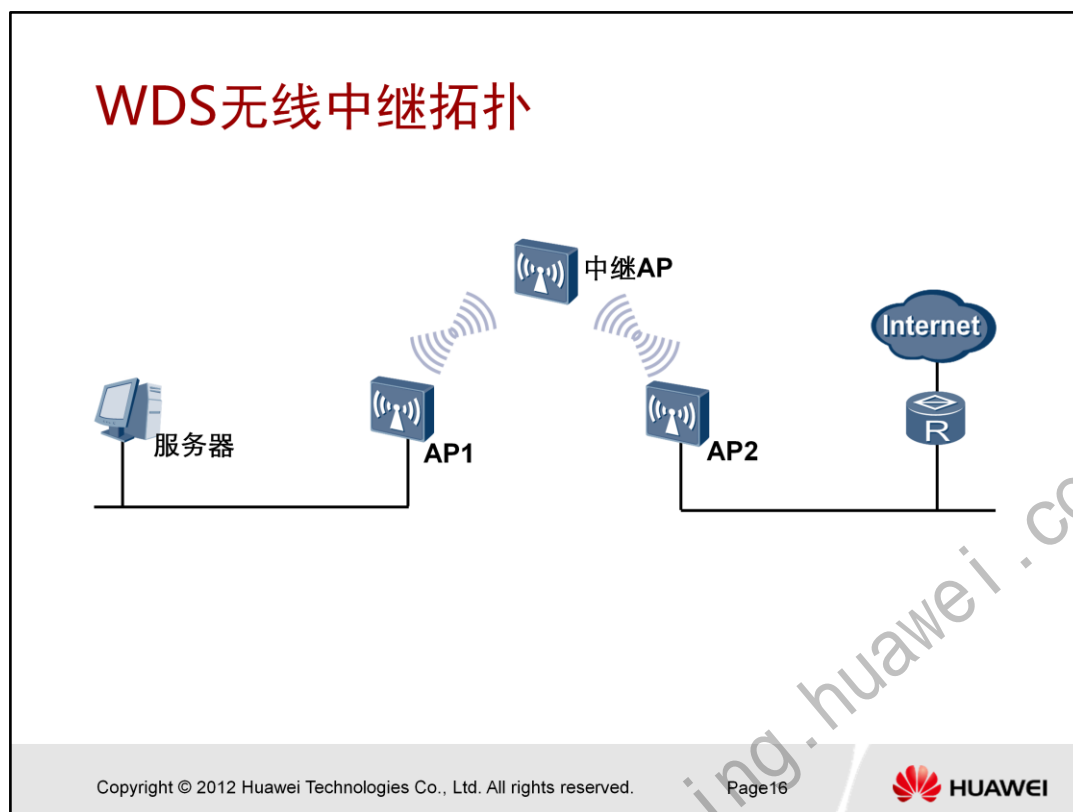 WDS无线中继拓扑
中继AP
Internet
服务器
AP1
AP2
R
ing.huawei.co
Copyright © 2012 Huawei Technologies Co., Ltd. All rights reserved.
Page16
HUAWEI